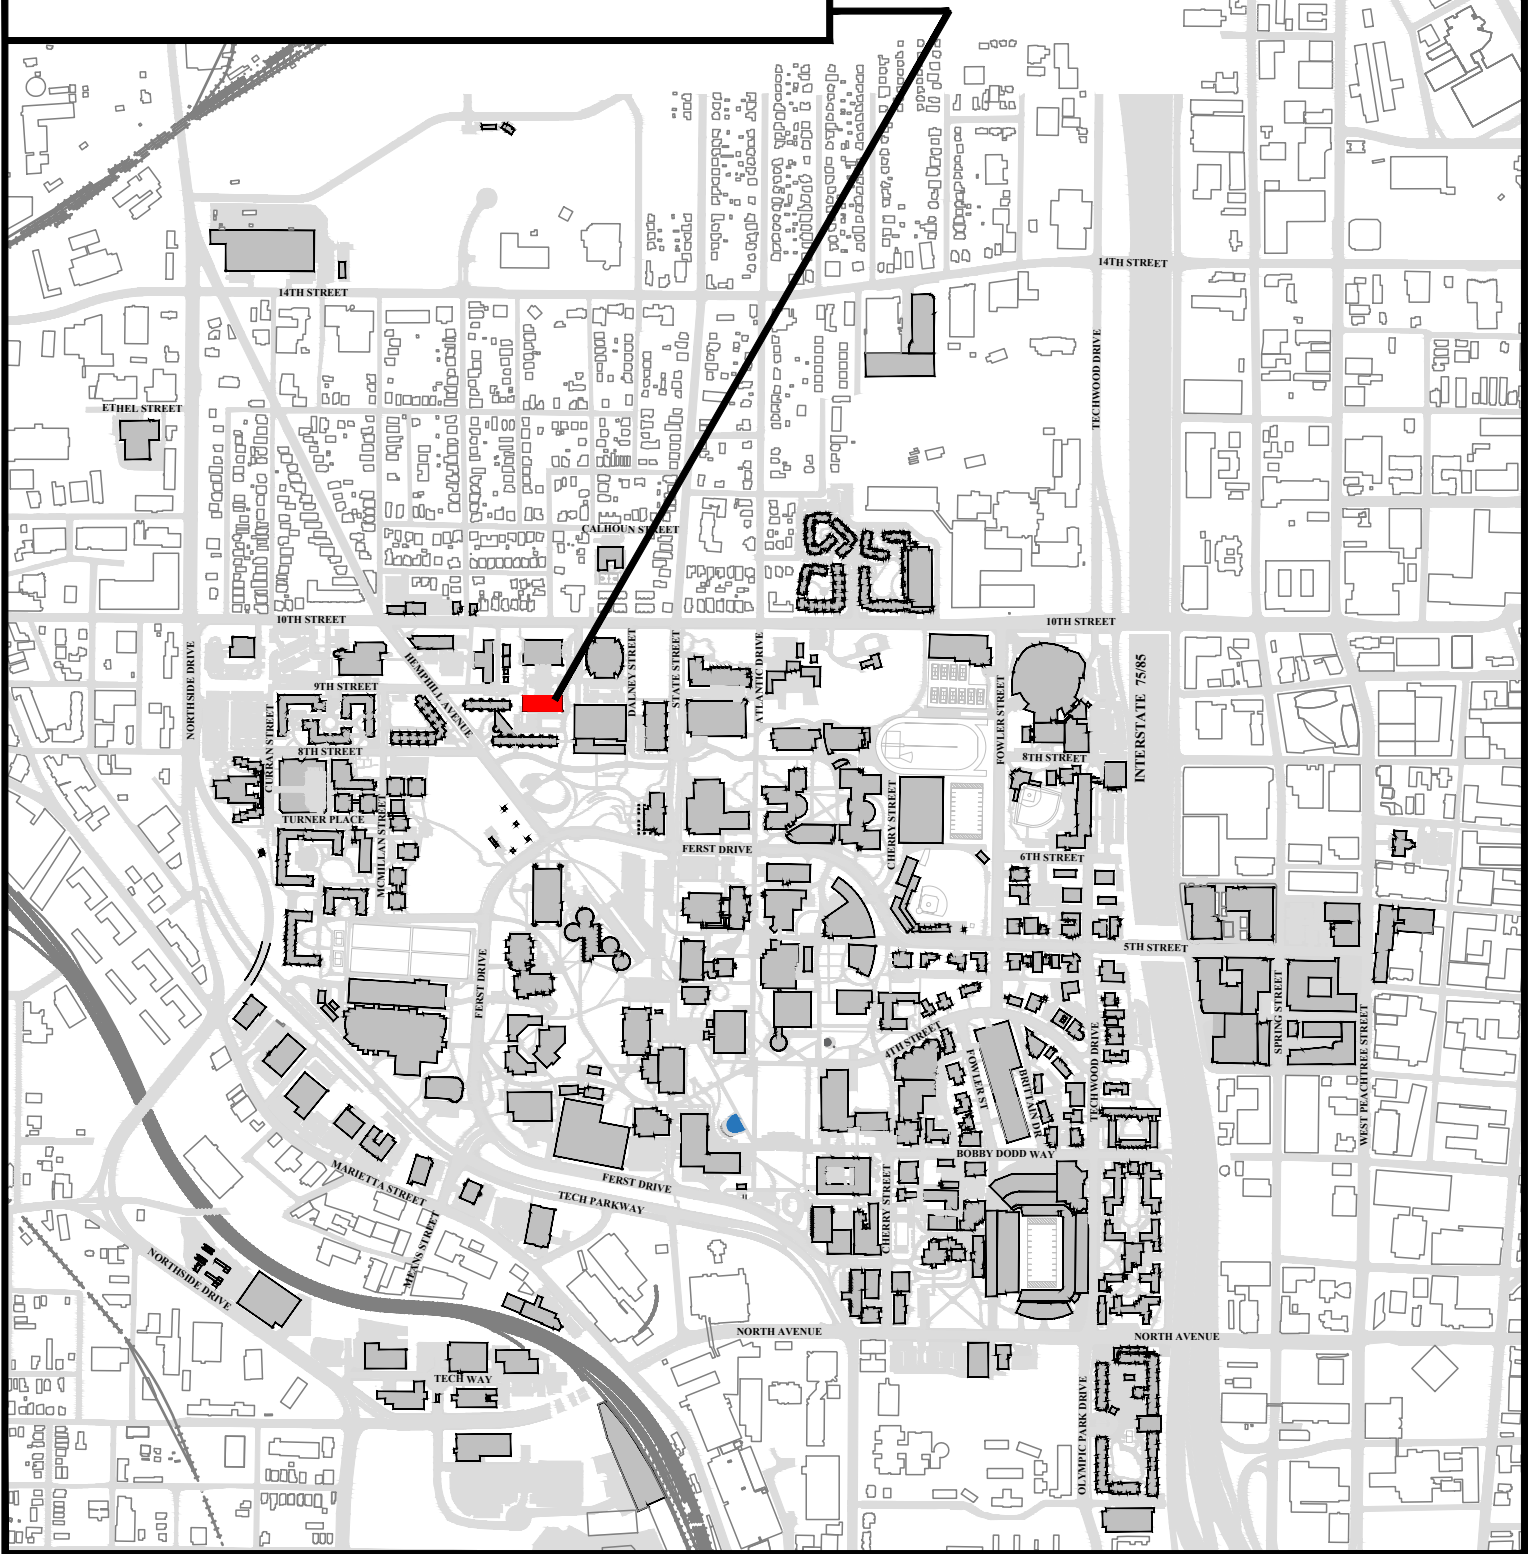 14TH STREET
14TH STREET
TECHWOOD DRIVE
ETHEL STREET
CALHOUN STREET
10TH STREET
10TH STREET
NORTHSIDE DRIVE
HEMPHILL AVENUE
DALNEY STREET
STATE STREET
ATLANTIC DRIVE
FOWLER STREET
INTERSTATE 75/85
9TH STREET
CURRAN STREET
8TH STREET
8TH STREET
TURNER PLACE
MCMILLAN STREET
CHERRY STREET
FERST DRIVE
6TH STREET
FERST DRIVE
5TH STREET
SPRING STREET
WEST PEACHTREE STREET
4TH STREET
FOWLER ST
BRITTAIN DR
TECHWOOD DRIVE
BOBBY DODD WAY
MARIETTA STREET
FERST DRIVE
TECH PARKWAY
CHERRY STREET
MEANS STREET
NORTHSIDE DRIVE
NORTH AVENUE
NORTH AVENUE
TECH WAY
OLYMPIC PARK DRIVE